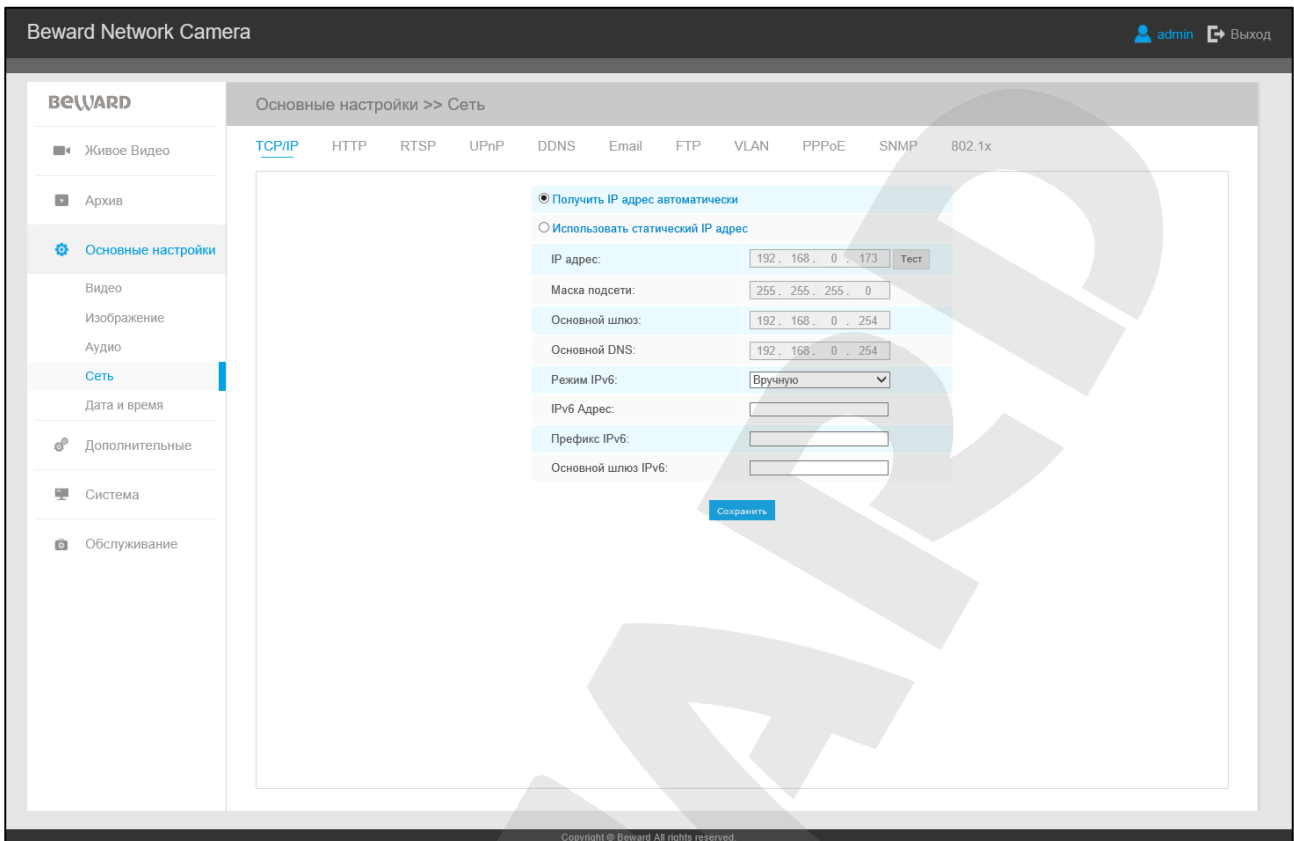 Beward Network Camera
admin Выход
BEWARD
Основные настройки >> Сеть
Живое Видео
Архив
Основные настройки
Видео
Изображение
Аудио
Сеть
Дата и время
Дополнительные
Система
Обслуживание
TCP/IP HTTP RTSP UPnP DDNS Email FTP VLAN PPPoE SNMP 802.1x
Получить IP адрес автоматически
Использовать статический IP адрес
IP адрес: 192. 168. 0 . 173 Тест
Маска подсети: 255. 255. 255. 0
Основной шлюз: 192. 168. 0 . 254
Основной DNS: 192. 168. 0 . 254
Режим IPv6: Вручную
IPv6 Адрес:
Префикс IPv6:
Основной шлюз IPv6:
Сохранить
Copyright © Beward All rights reserved.
WARD